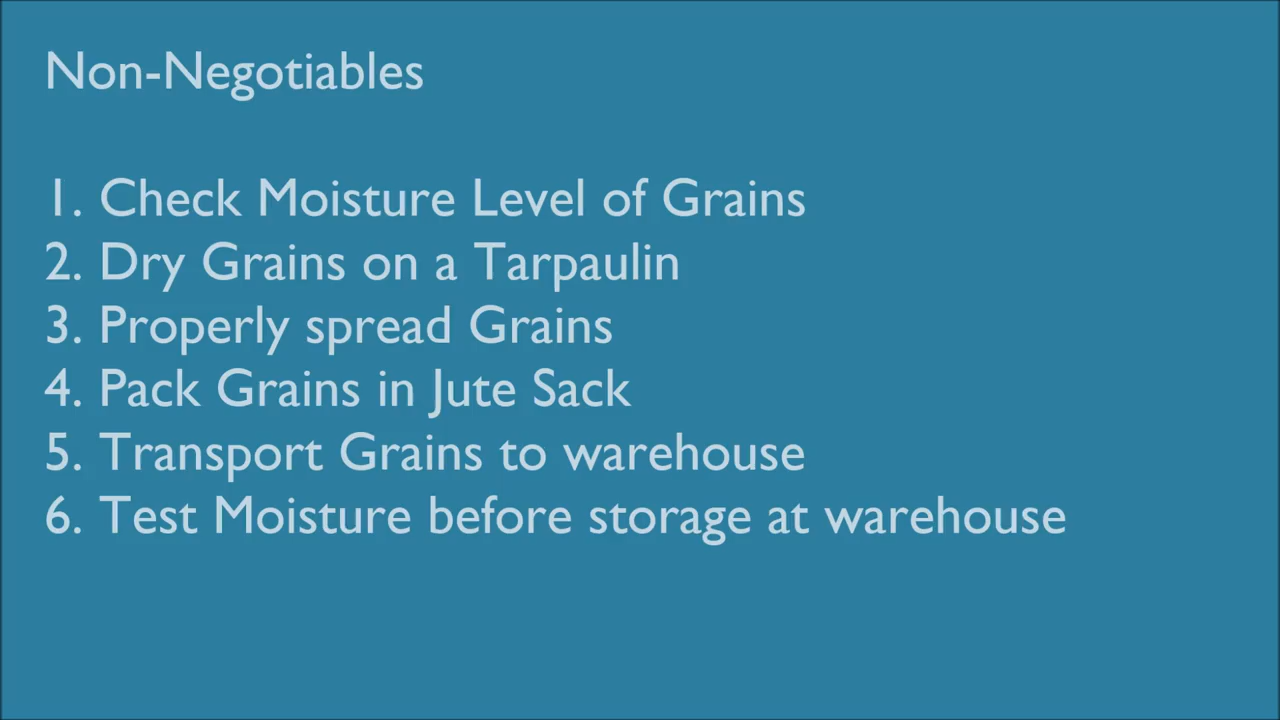 Non-Negotiables
1. Check Moisture Level of Grains
2. Dry Grains on a Tarpaulin
3. Properly spread Grains
4. Pack Grains in Jute Sack
5. Transport Grains to warehouse
6. Test Moisture before storage at warehouse